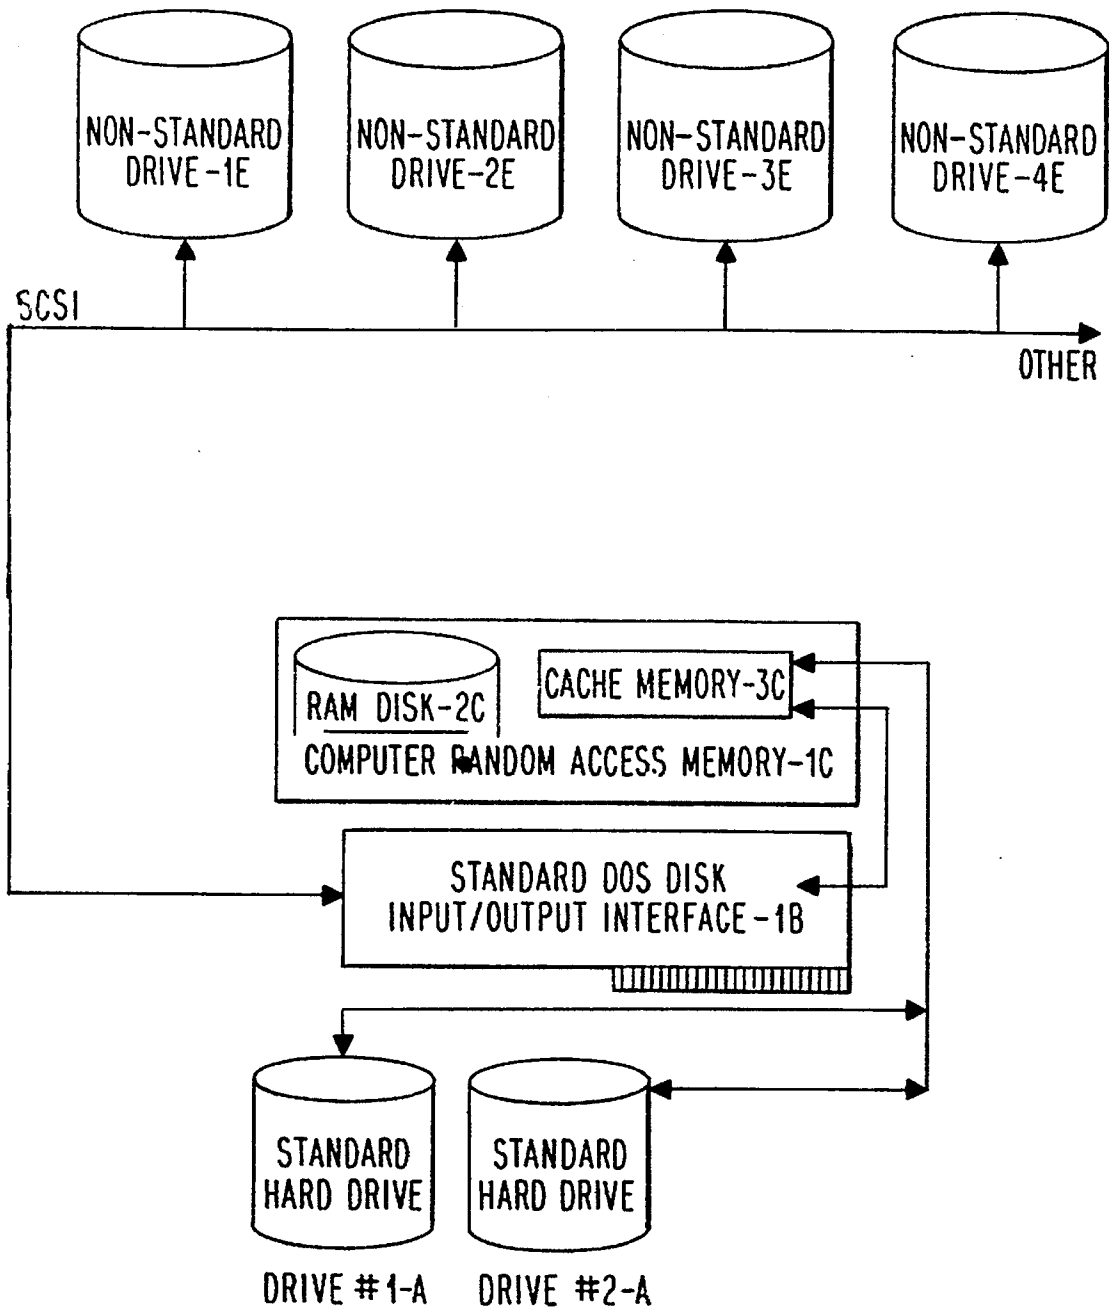 NON-STANDARD
DRIVE-1E
NON-STANDARD
DRIVE-2E
NON-STANDARD
DRIVE-3E
NON-STANDARD
DRIVE-4E
SCSI
OTHER
RAM DISK-2C
CACHE MEMORY-3C
COMPUTER RANDOM ACCESS MEMORY-1C
STANDARD DOS DISK
INPUT/OUTPUT INTERFACE-1B
STANDARD
HARD DRIVE
STANDARD
HARD DRIVE
DRIVE #1-A
DRIVE #2-A